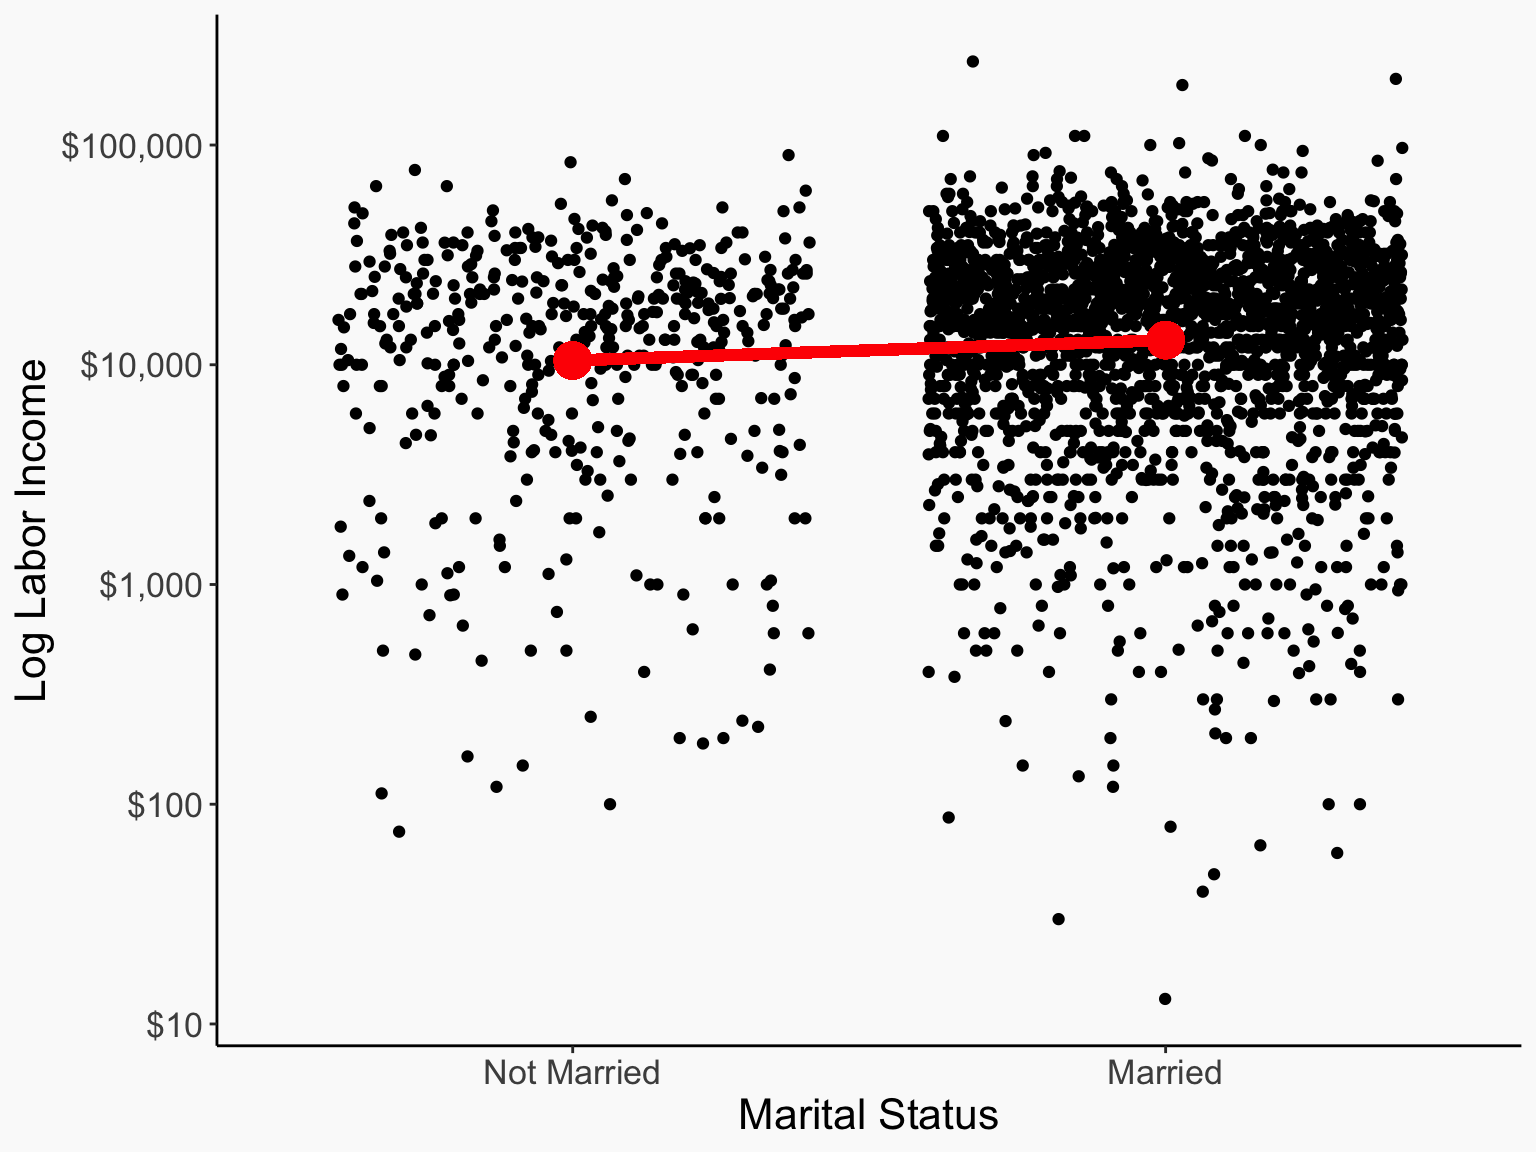 Log Labor Income
$100,000
$10,000
$1,000
$100
$10
Not Married
Married
Marital Status